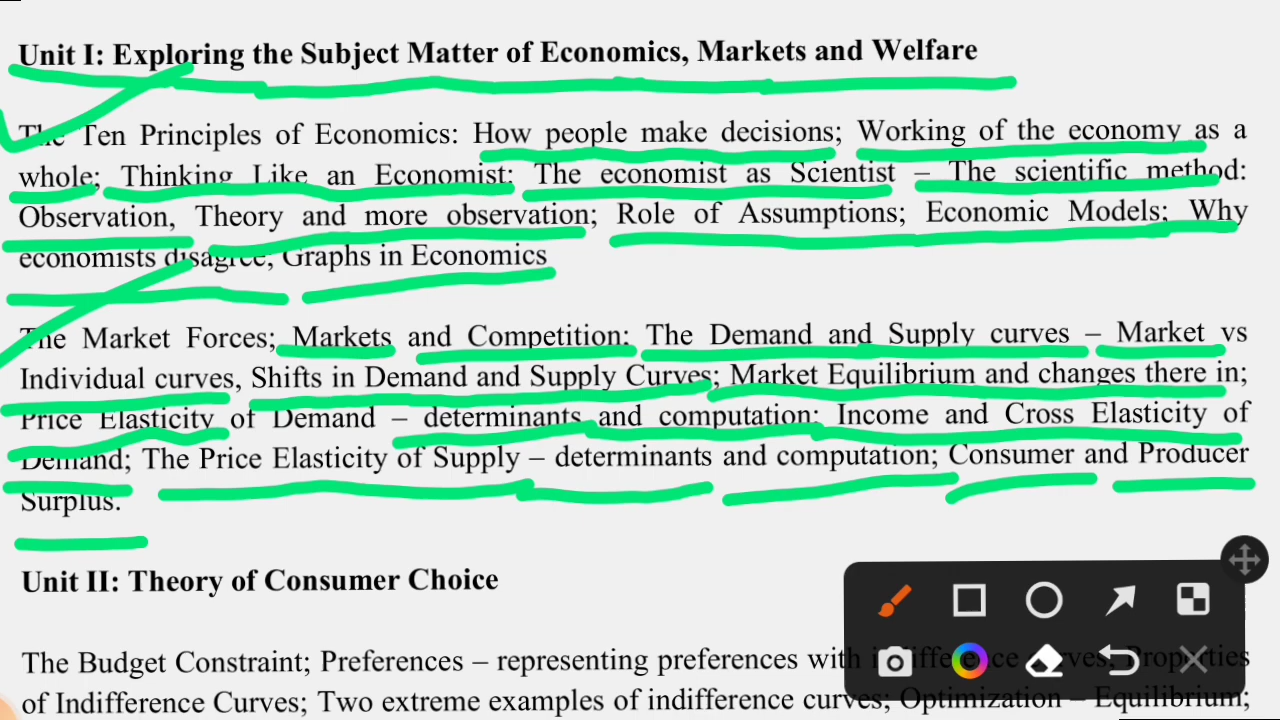 Unit I: Exploring the Subject Matter of Economics, Markets and Welfare
The Ten Principles of Economics: How people make decisions; Working of the economy as a
whole; Thinking Like an Economist; The economist as Scientist – The scientific method:
Observation, Theory and more observation; Role of Assumptions; Economic Models; Why
economists disagree; Graphs in Economics
The Market Forces; Markets and Competition; The Demand and Supply curves – Market vs
Individual curves, Shifts in Demand and Supply Curves; Market Equilibrium and changes there in;
Price Elasticity of Demand – determinants and computation; Income and Cross Elasticity of
Demand; The Price Elasticity of Supply – determinants and computation; Consumer and Producer
Surplus.
Unit II: Theory of Consumer Choice
The Budget Constraint; Preferences – representing preferences with indifference curves; Properties
of Indifference Curves; Two extreme examples of indifference curves; Optimization – Equilibrium;